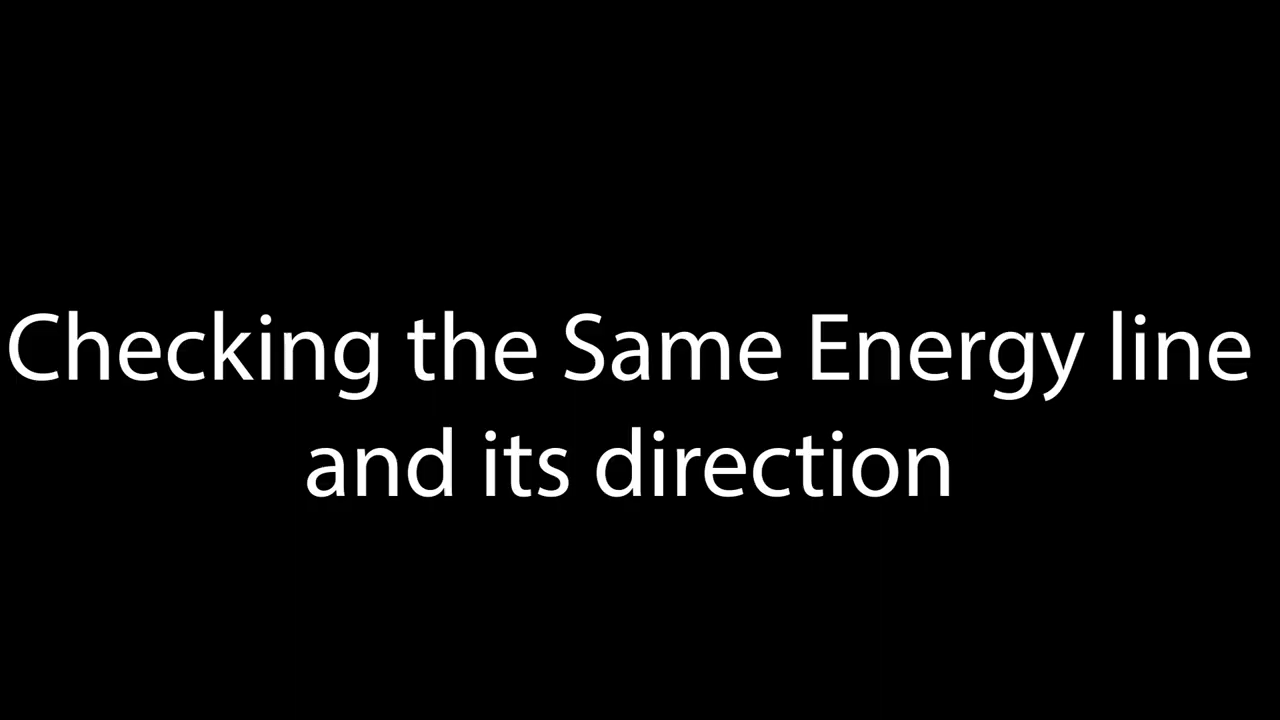 Checking the Same Energy line
and its direction